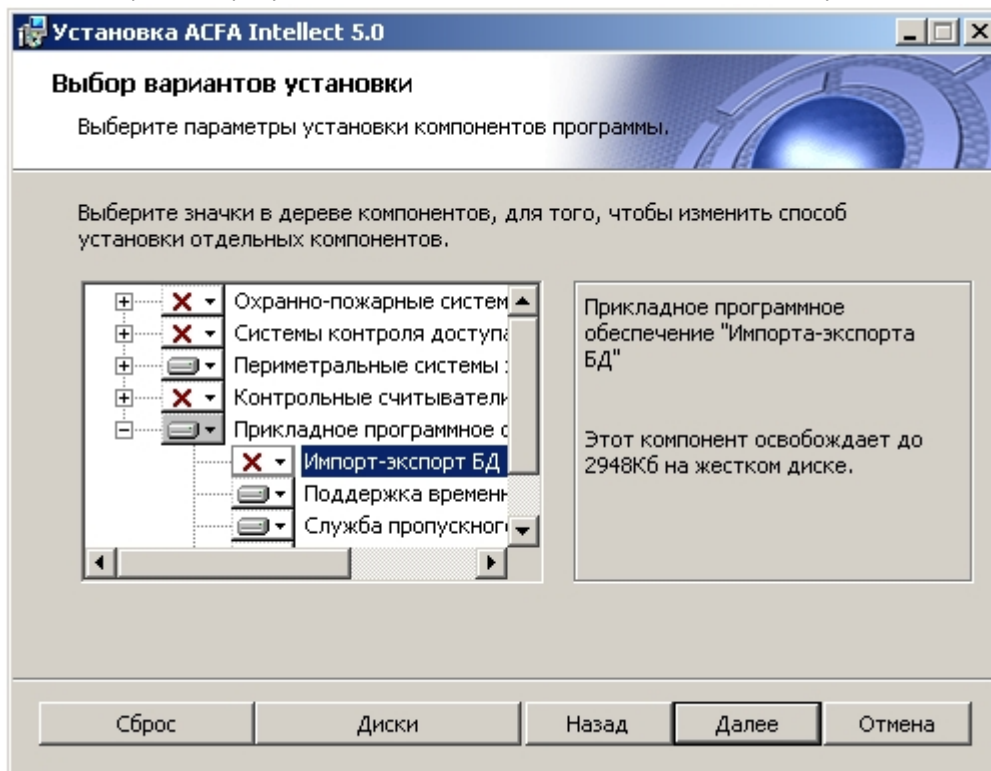 Установка ACFA Intellect 5.0
Выбор вариантов установки
Выберите параметры установки компонентов программы.
Выберите значки в дереве компонентов, для того, чтобы изменить способ
установки отдельных компонентов.
Охранно-пожарные систем
Системы контроля доступа
Периметральные системы
Контрольные считыватели
Прикладное программное с
Импорт-экспорт БД
Поддержка временн
Служба пропускног
Прикладное программное
обеспечение "Импорта-экспорта
БД"
Этот компонент освобождает до
2948Кб на жестком диске.
Сброс
Диски
Назад
Далее
Отмена